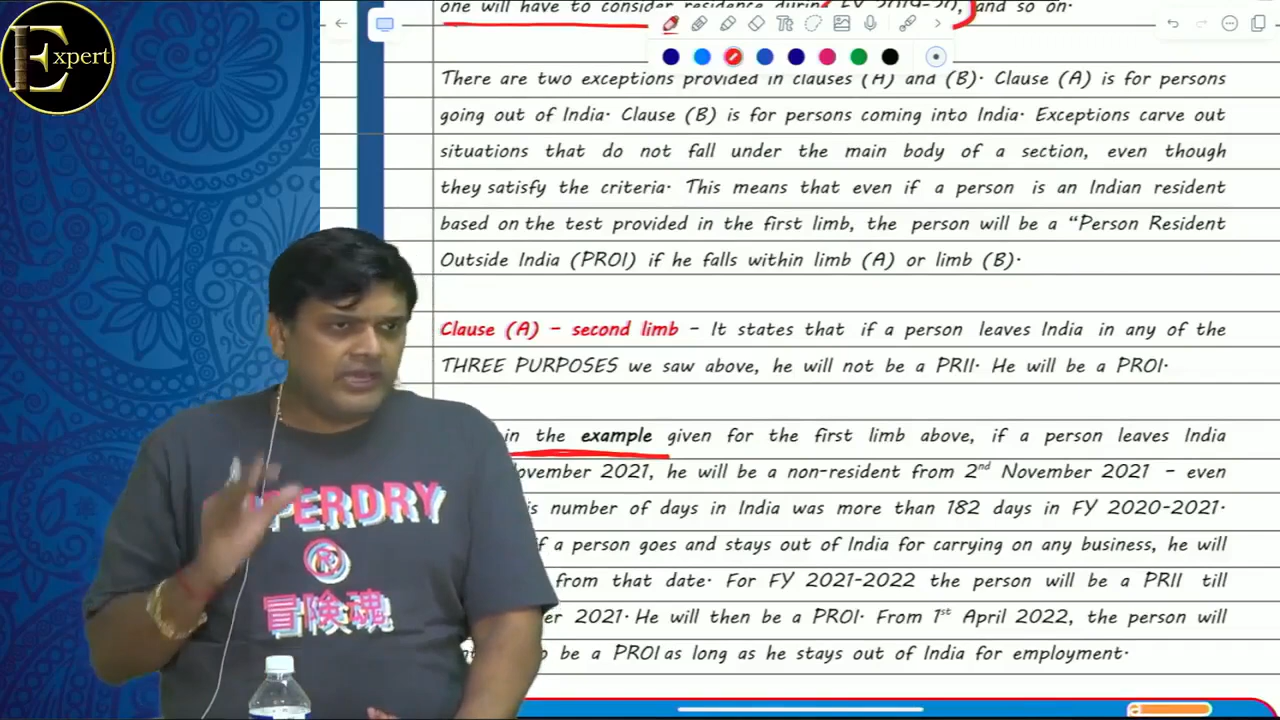 Expert
one will have to consider residence during FY 2019-20, and so on.
There are two exceptions provided in clauses (A) and (B). Clause (A) is for persons
going out of India. Clause (B) is for persons coming into India. Exceptions carve out
situations that do not fall under the main body of a section, even though
they satisfy the criteria. This means that even if a person is an Indian resident
based on the test provided in the first limb, the person will be a “Person Resident
Outside India (PROI) if he falls within limb (A) or limb (B).
Clause (A) – second limb – It states that if a person leaves India in any of the
THREE PURPOSES we saw above, he will not be a PRII. He will be a PROI.
in the example given for the first limb above, if a person leaves India
November 2021, he will be a non-resident from 2nd November 2021 – even
number of days in India was more than 182 days in FY 2020-2021.
if a person goes and stays out of India for carrying on any business, he will
from that date. For FY 2021-2022 the person will be a PRII till
2021. He will then be a PROI. From 1st April 2022, the person will
be a PROI as long as he stays out of India for employment.
PERDRY
冒険魂